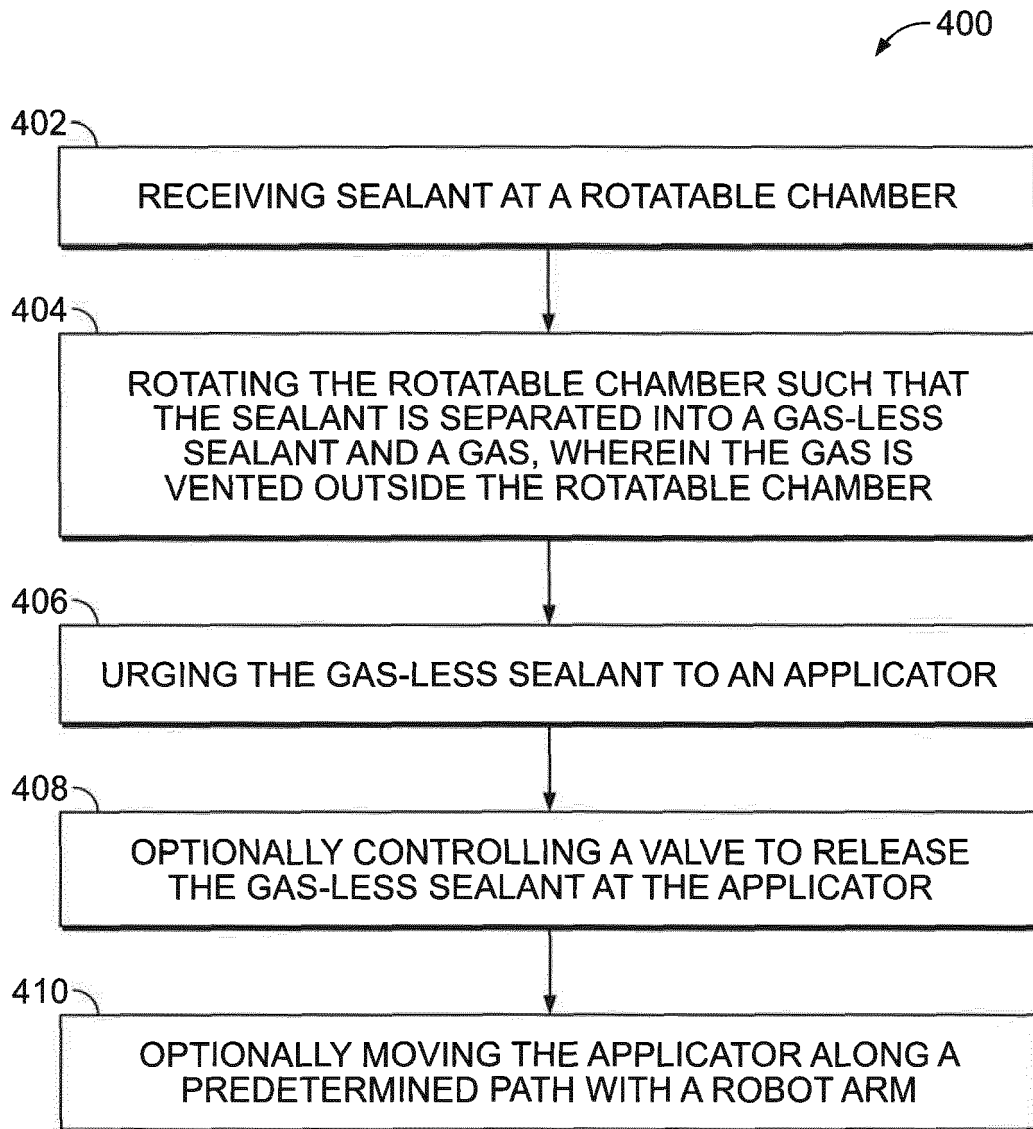 400
402
RECEIVING SEALANT AT A ROTATABLE CHAMBER
404
ROTATING THE ROTATABLE CHAMBER SUCH THAT
THE SEALANT IS SEPARATED INTO A GAS-LESS
SEALANT AND A GAS, WHEREIN THE GAS IS
VENTED OUTSIDE THE ROTATABLE CHAMBER
406
URGING THE GAS-LESS SEALANT TO AN APPLICATOR
408
OPTIONALLY CONTROLLING A VALVE TO RELEASE
THE GAS-LESS SEALANT AT THE APPLICATOR
410
OPTIONALLY MOVING THE APPLICATOR ALONG A
PREDETERMINED PATH WITH A ROBOT ARM